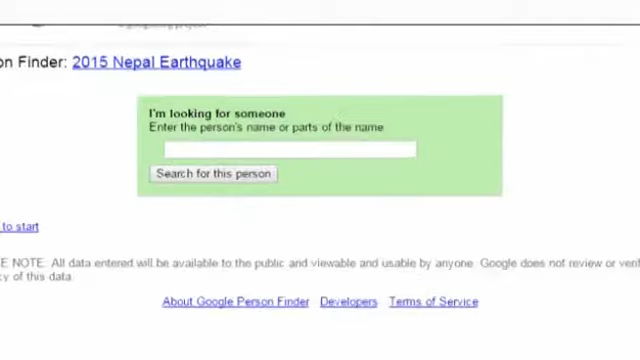 on Finder: 2015 Nepal Earthquake
I'm looking for someone
Enter the person's name or parts of the name
Search for this person
to start
E NOTE: All data entered will be available to the public and viewable and usable by anyone. Google does not review or verif
cy of this data.
About Google Person Finder Developers Terms of Service